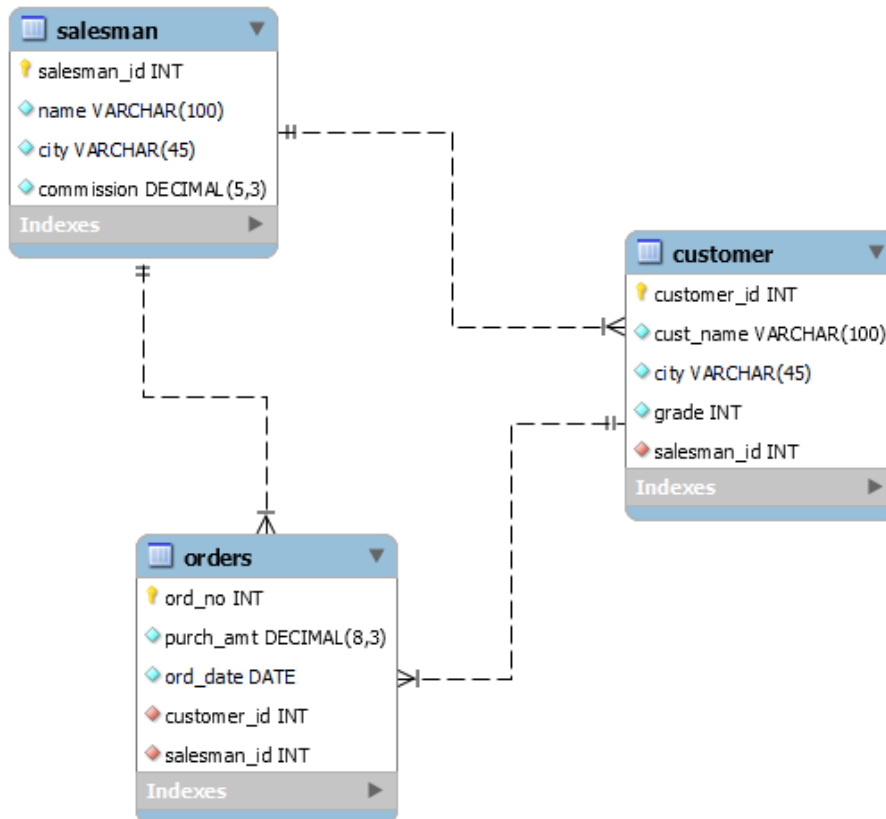 salesman
salesman_id INT
name VARCHAR(100)
city VARCHAR(45)
commission DECIMAL(5,3)
Indexes
customer
customer_id INT
cust_name VARCHAR(100)
city VARCHAR(45)
grade INT
salesman_id INT
Indexes
orders
ord_no INT
purch_amt DECIMAL(8,3)
ord_date DATE
customer_id INT
salesman_id INT
Indexes